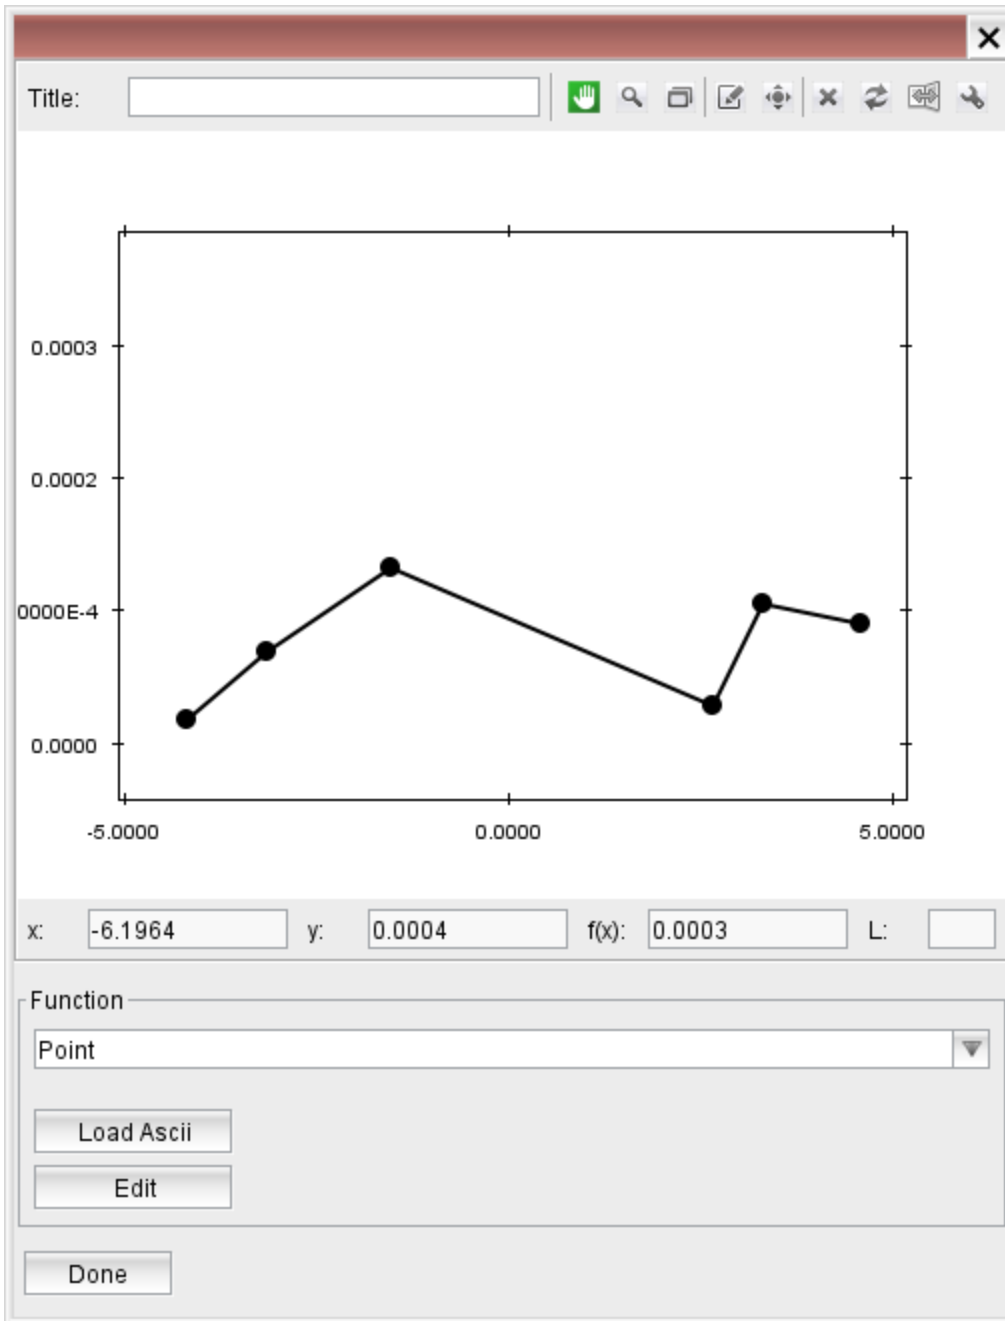 Title:
0.0003
0.0002
0000E-4
0.0000
-5.0000 0.0000 5.0000
x: -6.1964 y: 0.0004 f(x): 0.0003 L:
Function
Point
Load Ascii
Edit
Done